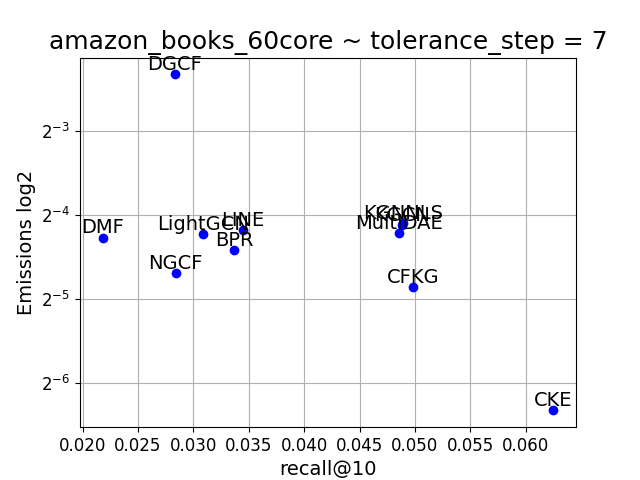 amazon_books_60core ~ tolerance_step = 7
DGCF
2⁻³
2⁻⁴
DMF
LightGCN
LINE
BPR
NGCF
KGNNLS
KGCN
MultiDAE
CFKG
2⁻⁵
2⁻⁶
CKE
Emissions log2
0.020 0.025 0.030 0.035 0.040 0.045 0.050 0.055 0.060
recall@10